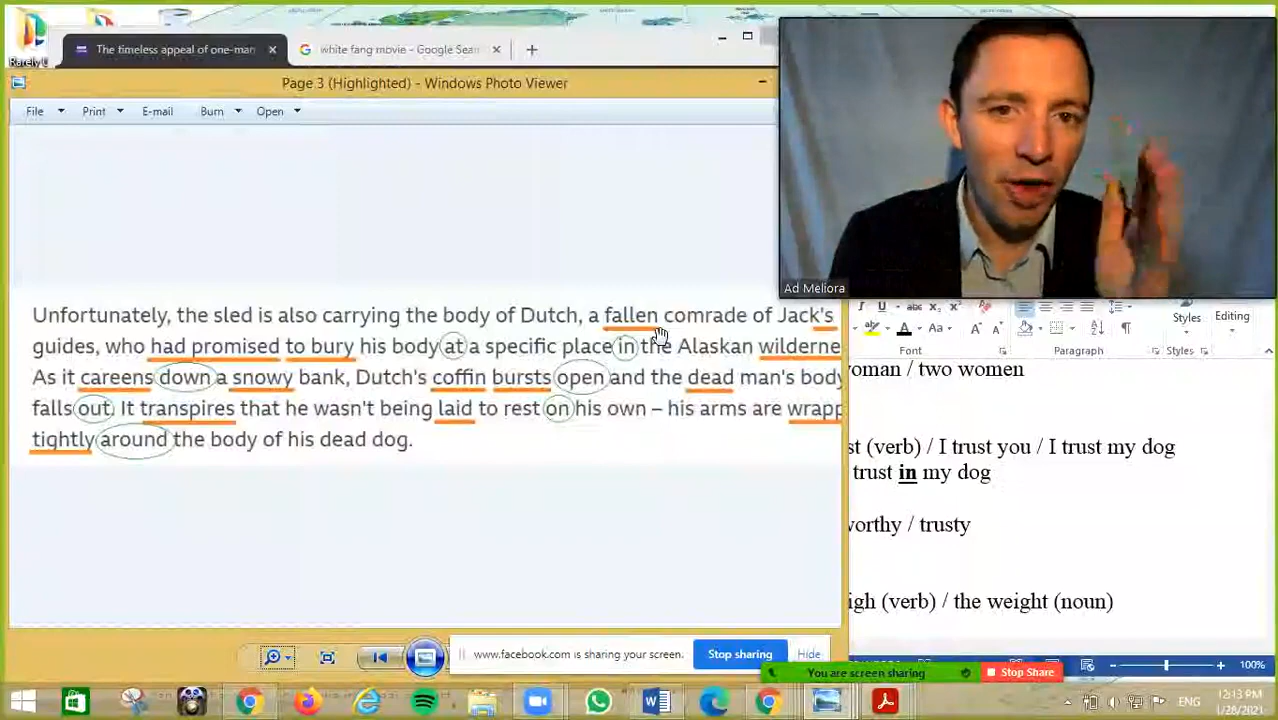 Rarely U
The timeless appeal of one-man
white fang movie - Google Sear
Page 3 (Highlighted) - Windows Photo Viewer
File
Print
E-mail
Burn
Open
Ad Meliora
Unfortunately, the sled is also carrying the body of Dutch, a fallen comrade of Jack's
guides, who had promised to bury his body at a specific place in the Alaskan wilderne
As it careens down a snowy bank, Dutch's coffin bursts open and the dead man's body
falls out. It transpires that he wasn't being laid to rest on his own – his arms are wrapp
tightly around the body of his dead dog.
I U abc x₂ x²
A Aa A A
Font
Paragraph
Styles
Styles
Editing
woman / two women
st (verb) / I trust you / I trust my dog
trust in my dog
worthy / trusty
igh (verb) / the weight (noun)
www.facebook.com is sharing your screen.
Stop sharing
Hide
You are screen sharing
Stop Share
100%
ENG
12:13 PM
1/28/2021